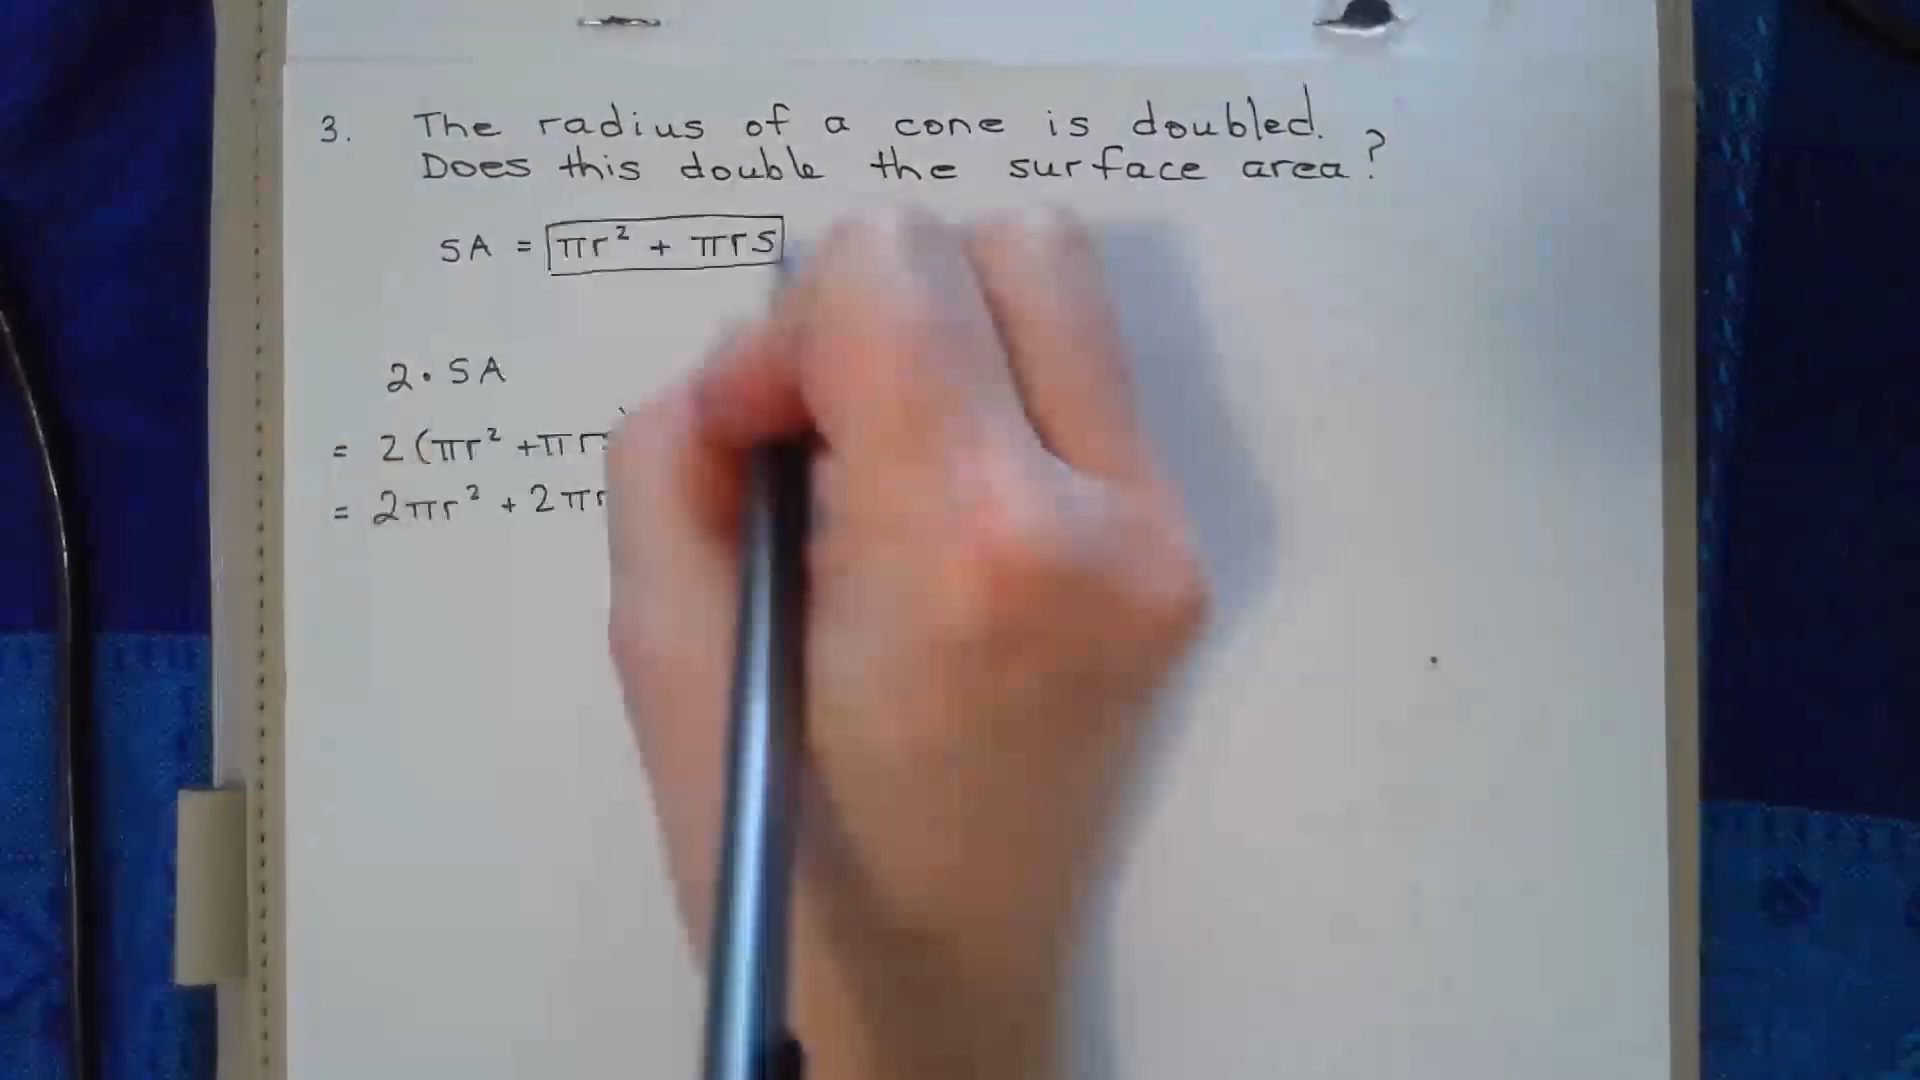 3. The radius of a cone is doubled.
Does this double the surface area?
SA = πr² + πrs
2·SA
= 2(πr² + πr
= 2πr² + 2πr